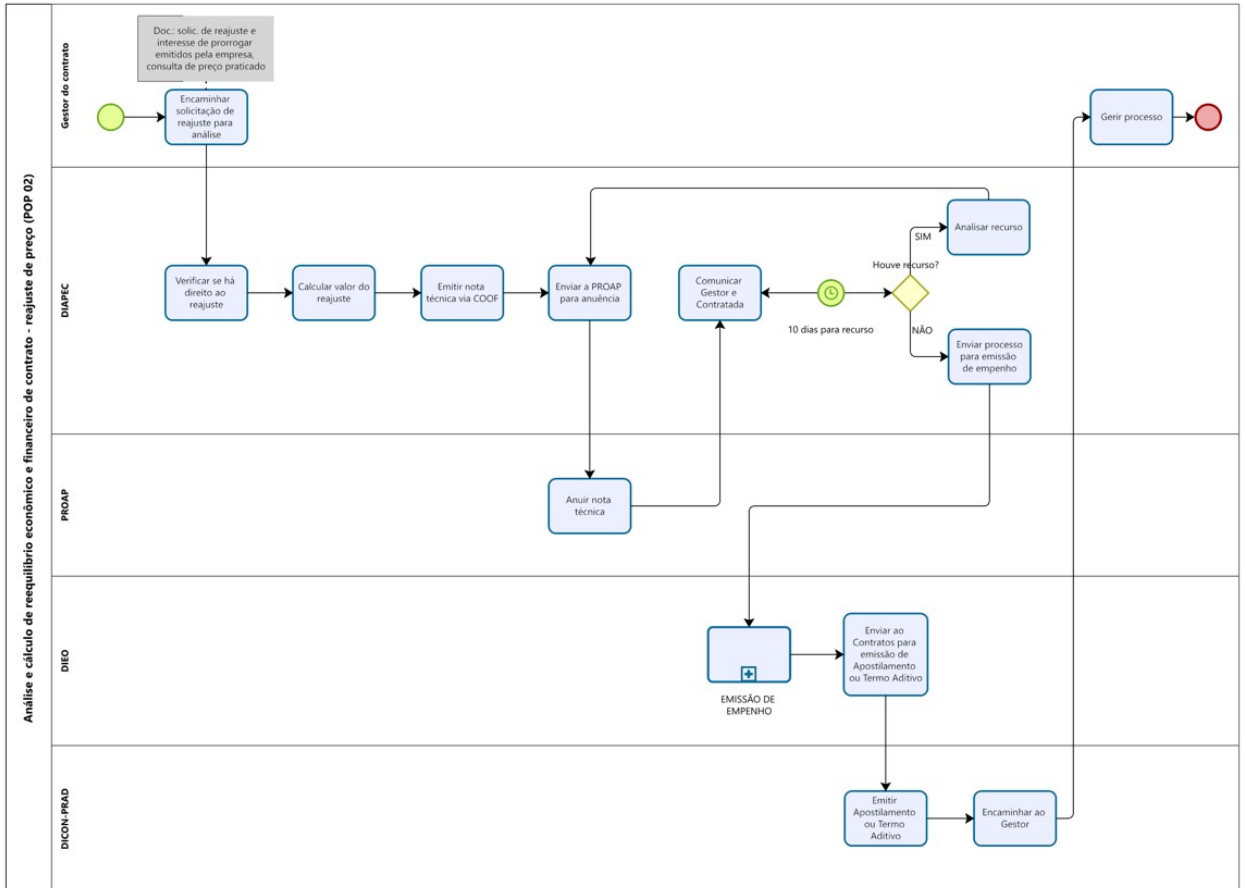 Análise e cálculo de reequilíbrio econômico e financeiro de contrato - reajuste de preço (POP 02)
Gestor do contrato
Doc.: solic. de reajuste e
interesse de prorrogar
emitidos pela empresa,
consulta de preço praticado
Encaminhar
solicitação de
reajuste para
análise
Gerir processo
DIAPEC
Verificar se há
direito ao
reajuste
Calcular valor do
reajuste
Emitir nota
técnica via COOF
Enviar a PROAP
para anuência
Comunicar
Gestor e
Contratada
10 dias para recurso
Houve recurso?
SIM
Analisar recurso
NÃO
Enviar processo
para emissão
de empenho
PROAP
Anuir nota
técnica
DIEO
EMISSÃO DE
EMPENHO
Enviar ao
Contratos para
emissão de
Apostilamento
ou Termo Aditivo
DICON-PRAD
Emitir
Apostilamento
ou Termo
Aditivo
Encaminhar ao
Gestor